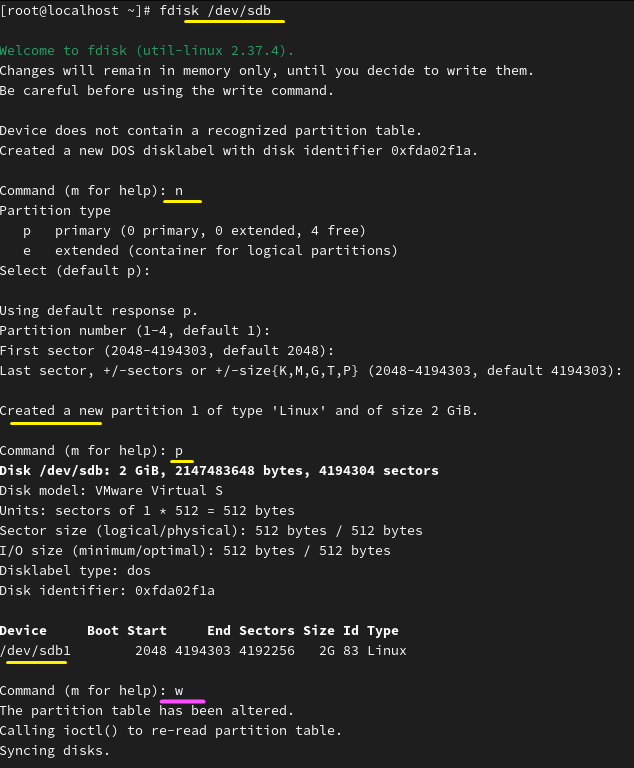 [root@localhost ~]# fdisk /dev/sdb
Welcome to fdisk (util-linux 2.37.4).
Changes will remain in memory only, until you decide to write them.
Be careful before using the write command.
Device does not contain a recognized partition table.
Created a new DOS disklabel with disk identifier 0xfda02f1a.
Command (m for help): n
Partition type
   p   primary (0 primary, 0 extended, 4 free)
   e   extended (container for logical partitions)
Select (default p):
Using default response p.
Partition number (1-4, default 1):
First sector (2048-4194303, default 2048):
Last sector, +/-sectors or +/-size{K,M,G,T,P} (2048-4194303, default 4194303):
Created a new partition 1 of type 'Linux' and of size 2 GiB.
Command (m for help): p
Disk /dev/sdb: 2 GiB, 2147483648 bytes, 4194304 sectors
Disk model: VMware Virtual S
Units: sectors of 1 * 512 = 512 bytes
Sector size (logical/physical): 512 bytes / 512 bytes
I/O size (minimum/optimal): 512 bytes / 512 bytes
Disklabel type: dos
Disk identifier: 0xfda02f1a
Device     Boot Start     End Sectors Size Id Type
/dev/sdb1        2048 4194303 4192256   2G 83 Linux
Command (m for help): w
The partition table has been altered.
Calling ioctl() to re-read partition table.
Syncing disks.